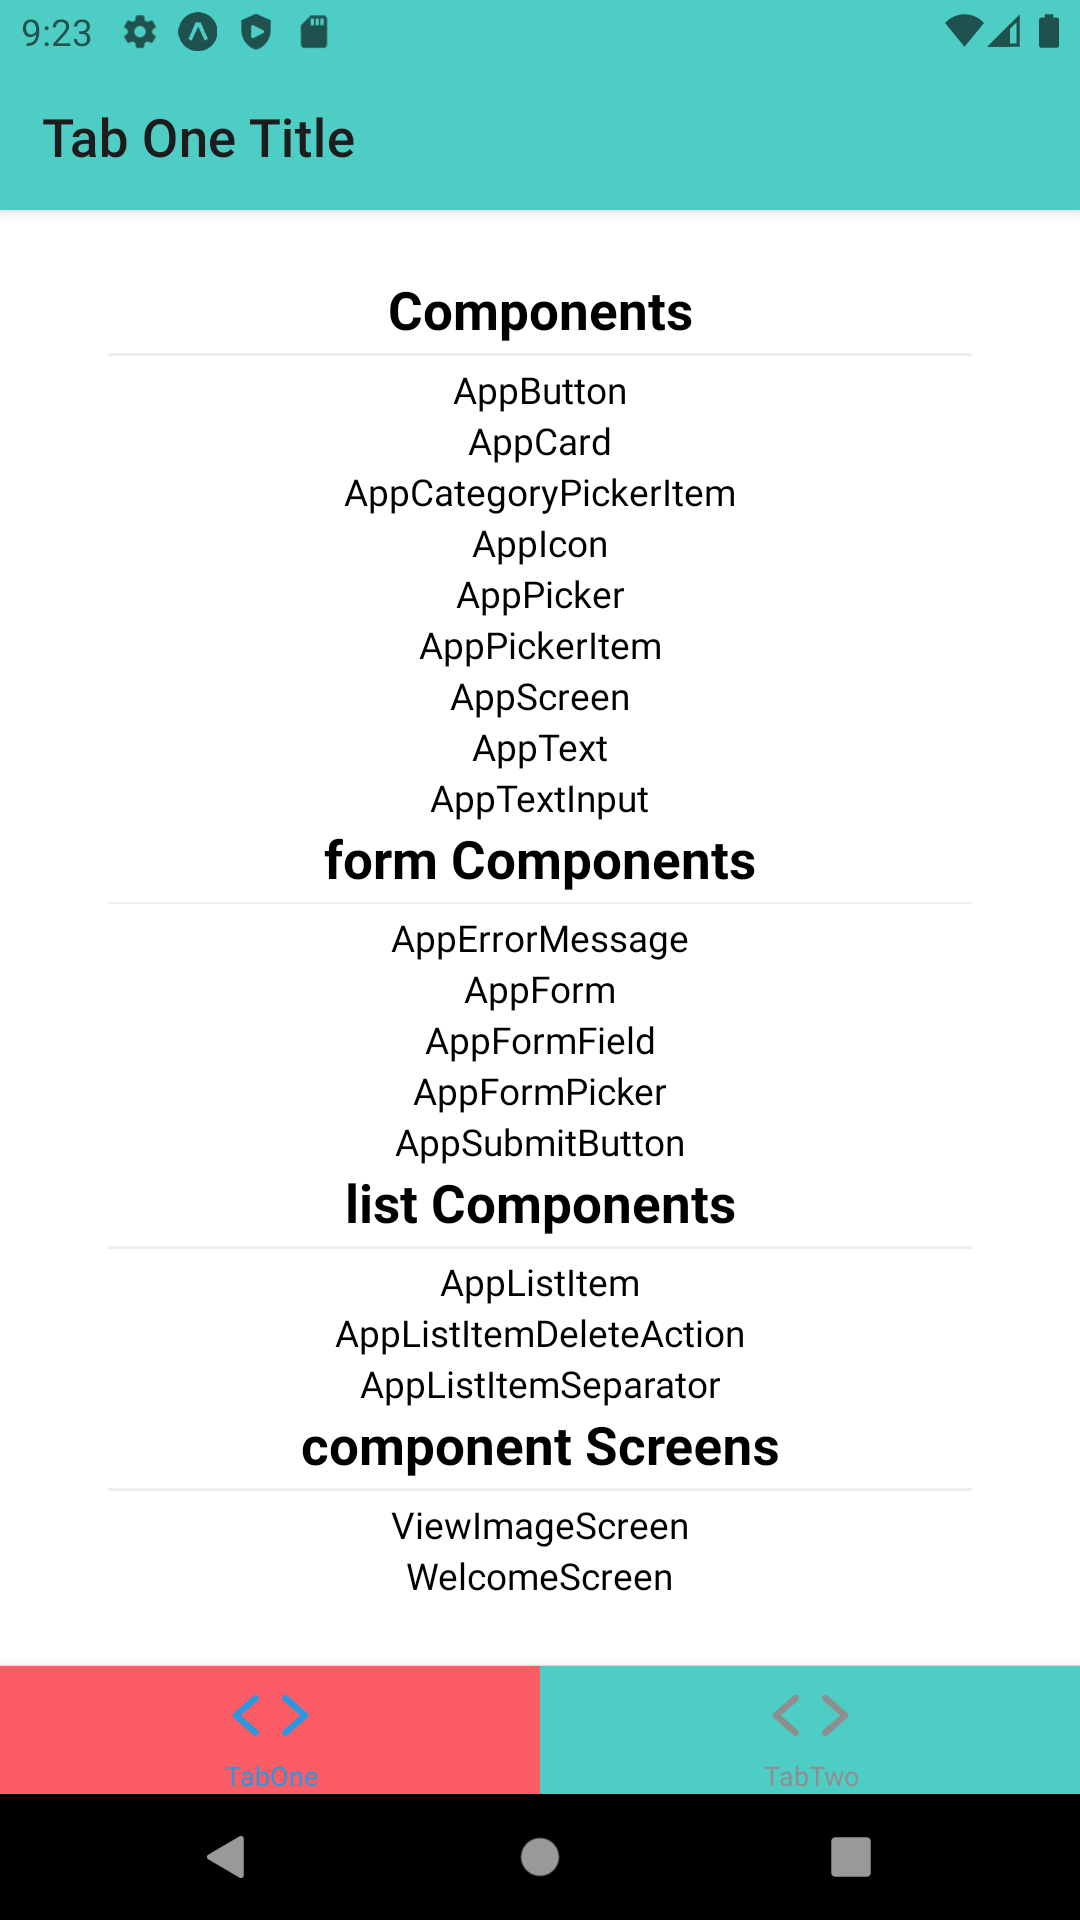 9:23
Tab One Title
Components
AppButton
AppCard
AppCategoryPickerItem
AppIcon
AppPicker
AppPickerItem
AppScreen
AppText
AppTextInput
form Components
AppErrorMessage
AppForm
AppFormField
AppFormPicker
AppSubmitButton
list Components
AppListItem
AppListItemDeleteAction
AppListItemSeparator
component Screens
ViewImageScreen
WelcomeScreen
TabOne TabTwo